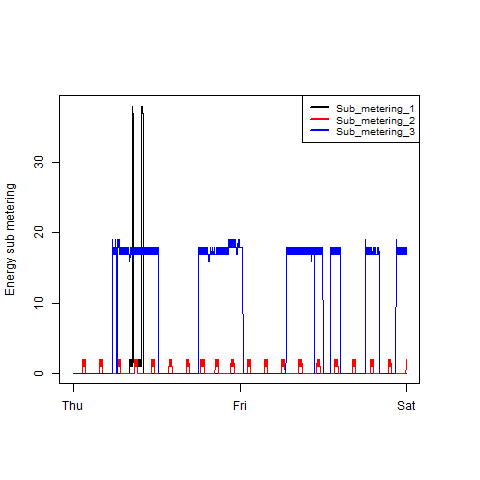 Sub_metering_1
Sub_metering_2
Sub_metering_3
Energy sub metering
30
20
10
0
Thu Fri Sat